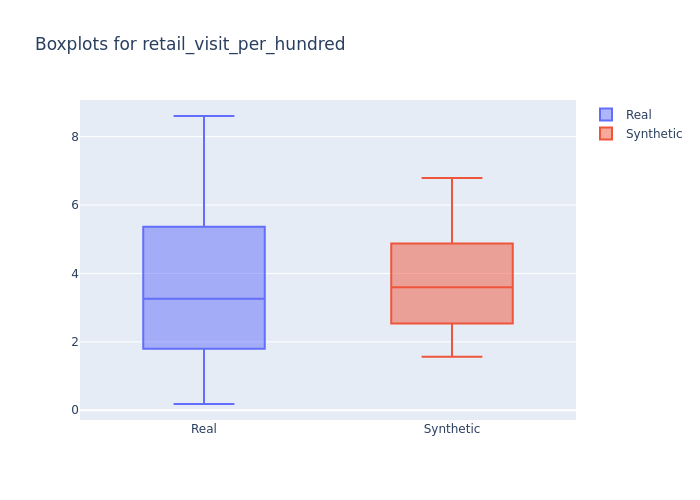 Boxplots for retail_visit_per_hundred
Real
Synthetic
8
6
4
2
0
Real
Synthetic